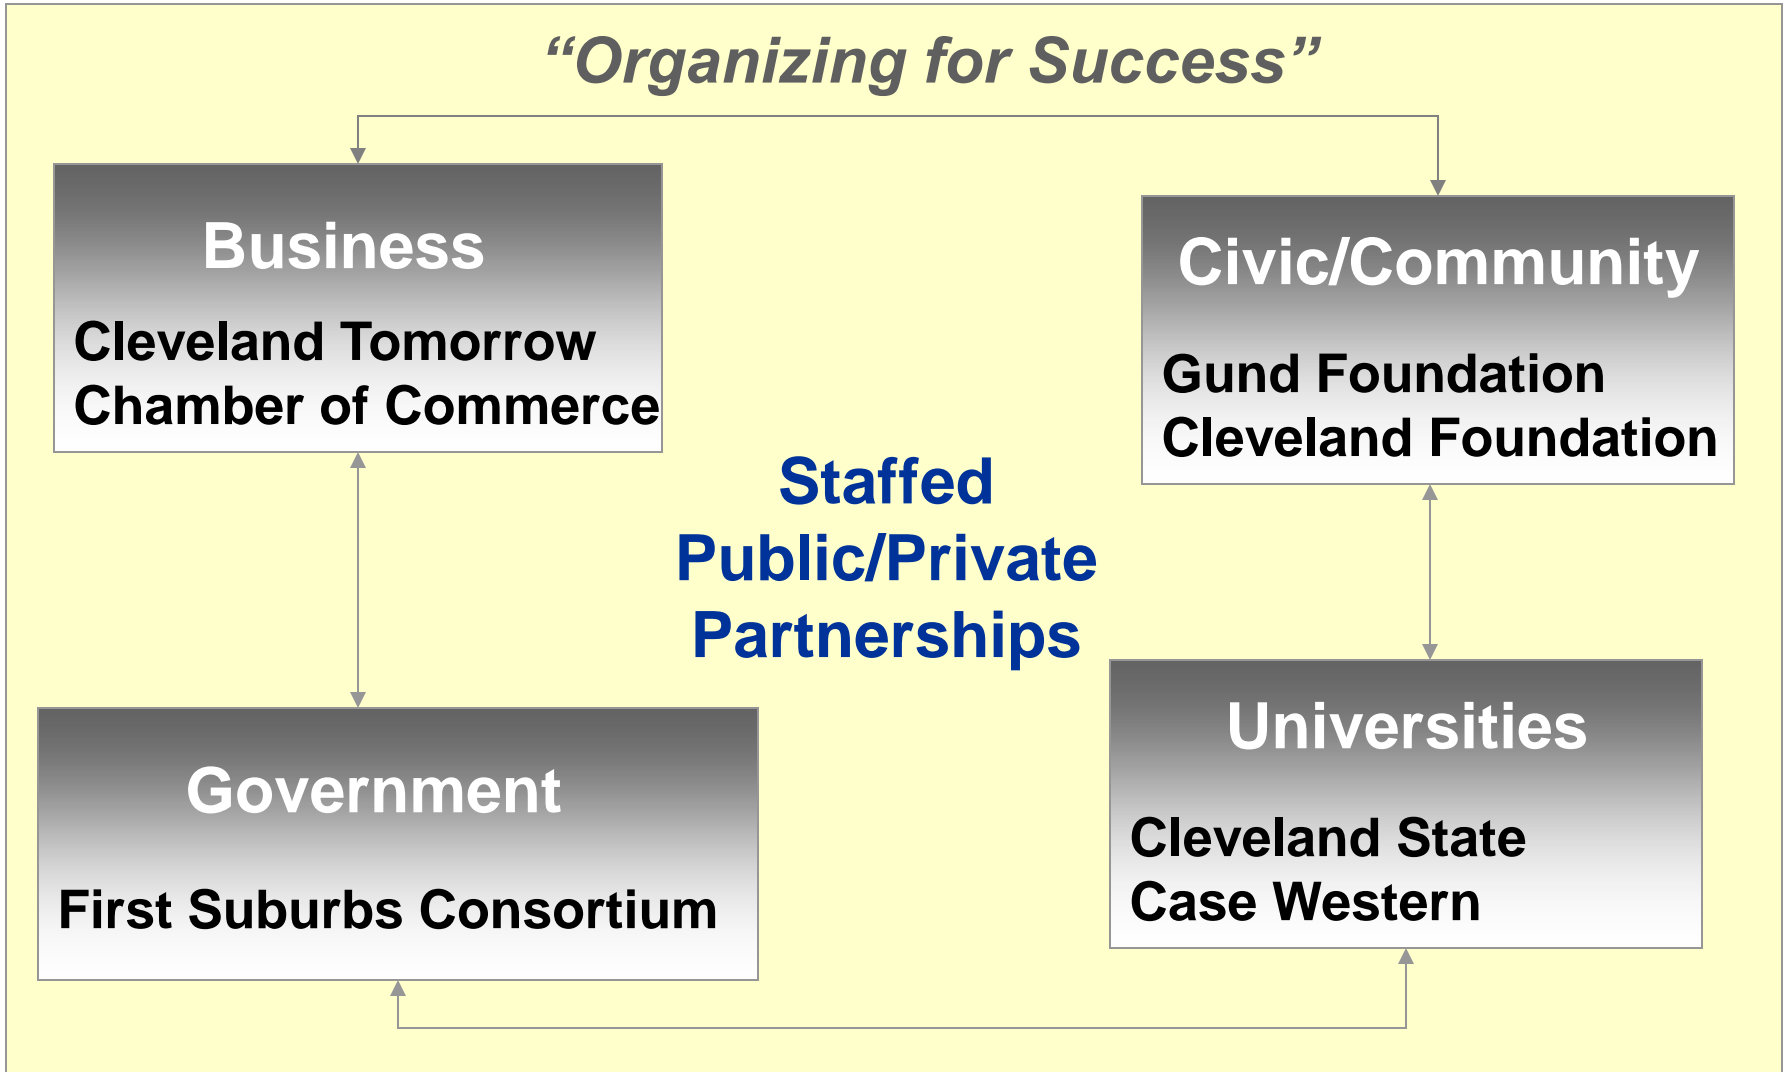 “Organizing for Success”
Business
Cleveland Tomorrow
Chamber of Commerce
Civic/Community
Gund Foundation
Cleveland Foundation
Staffed
Public/Private
Partnerships
Government
First Suburbs Consortium
Universities
Cleveland State
Case Western